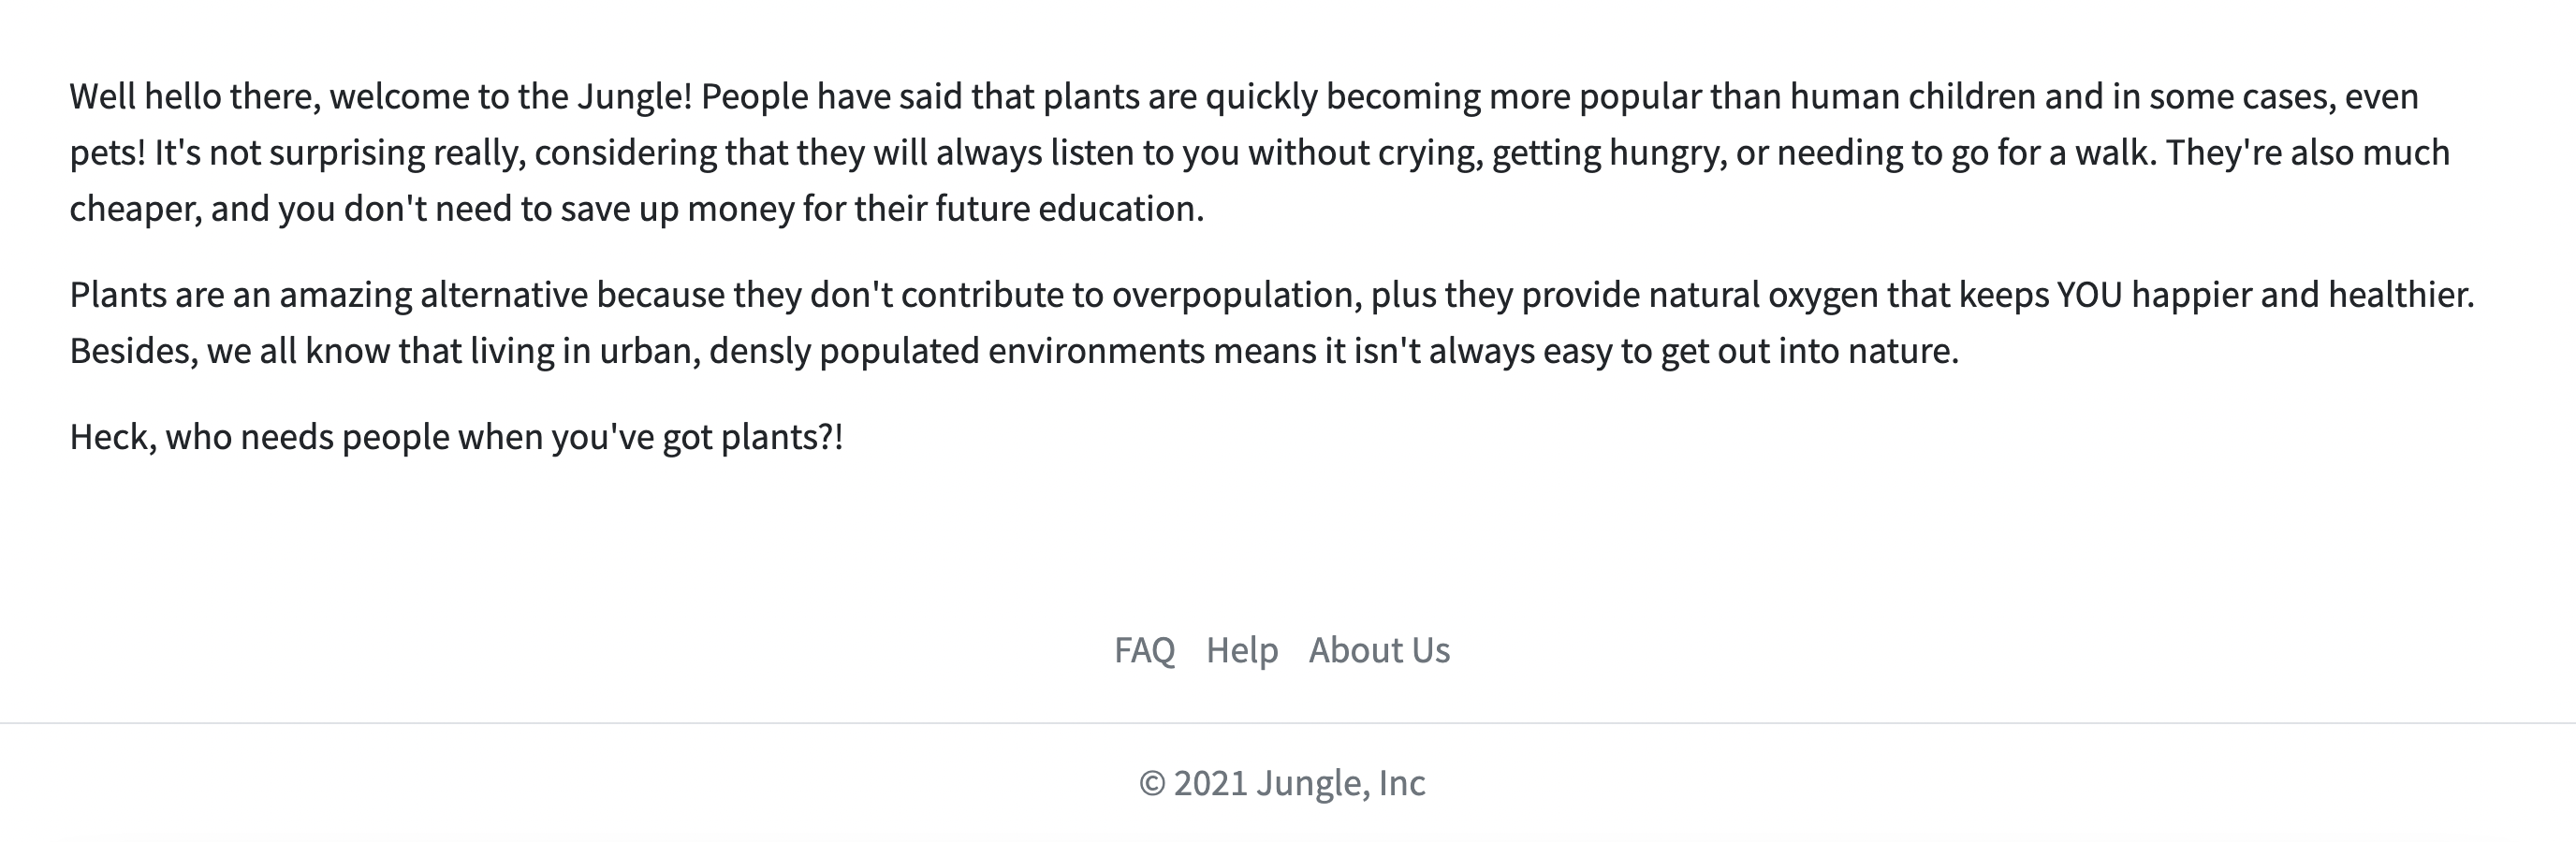 Well hello there, welcome to the Jungle! People have said that plants are quickly becoming more popular than human children and in some cases, even
pets! It's not surprising really, considering that they will always listen to you without crying, getting hungry, or needing to go for a walk. They're also much
cheaper, and you don't need to save up money for their future education.
Plants are an amazing alternative because they don't contribute to overpopulation, plus they provide natural oxygen that keeps YOU happier and healthier.
Besides, we all know that living in urban, densly populated environments means it isn't always easy to get out into nature.
Heck, who needs people when you've got plants?!
FAQ Help About Us
© 2021 Jungle, Inc